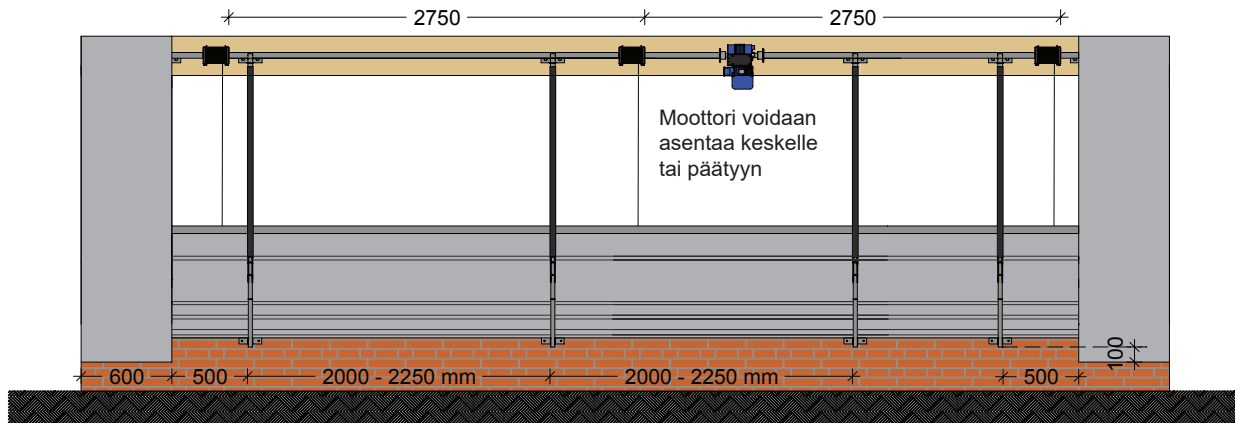 2750 2750
Moottori voidaan
asentaa keskelle
tai päätyyn
100
600 500 2000 - 2250 mm 2000 - 2250 mm 500